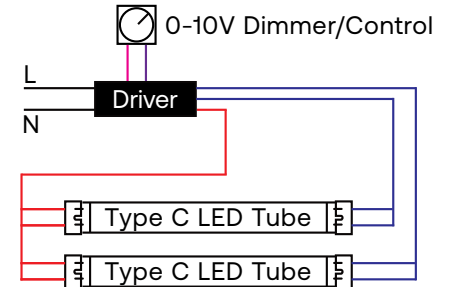 0-10V Dimmer/Control
L
Driver
N
Type C LED Tube
Type C LED Tube